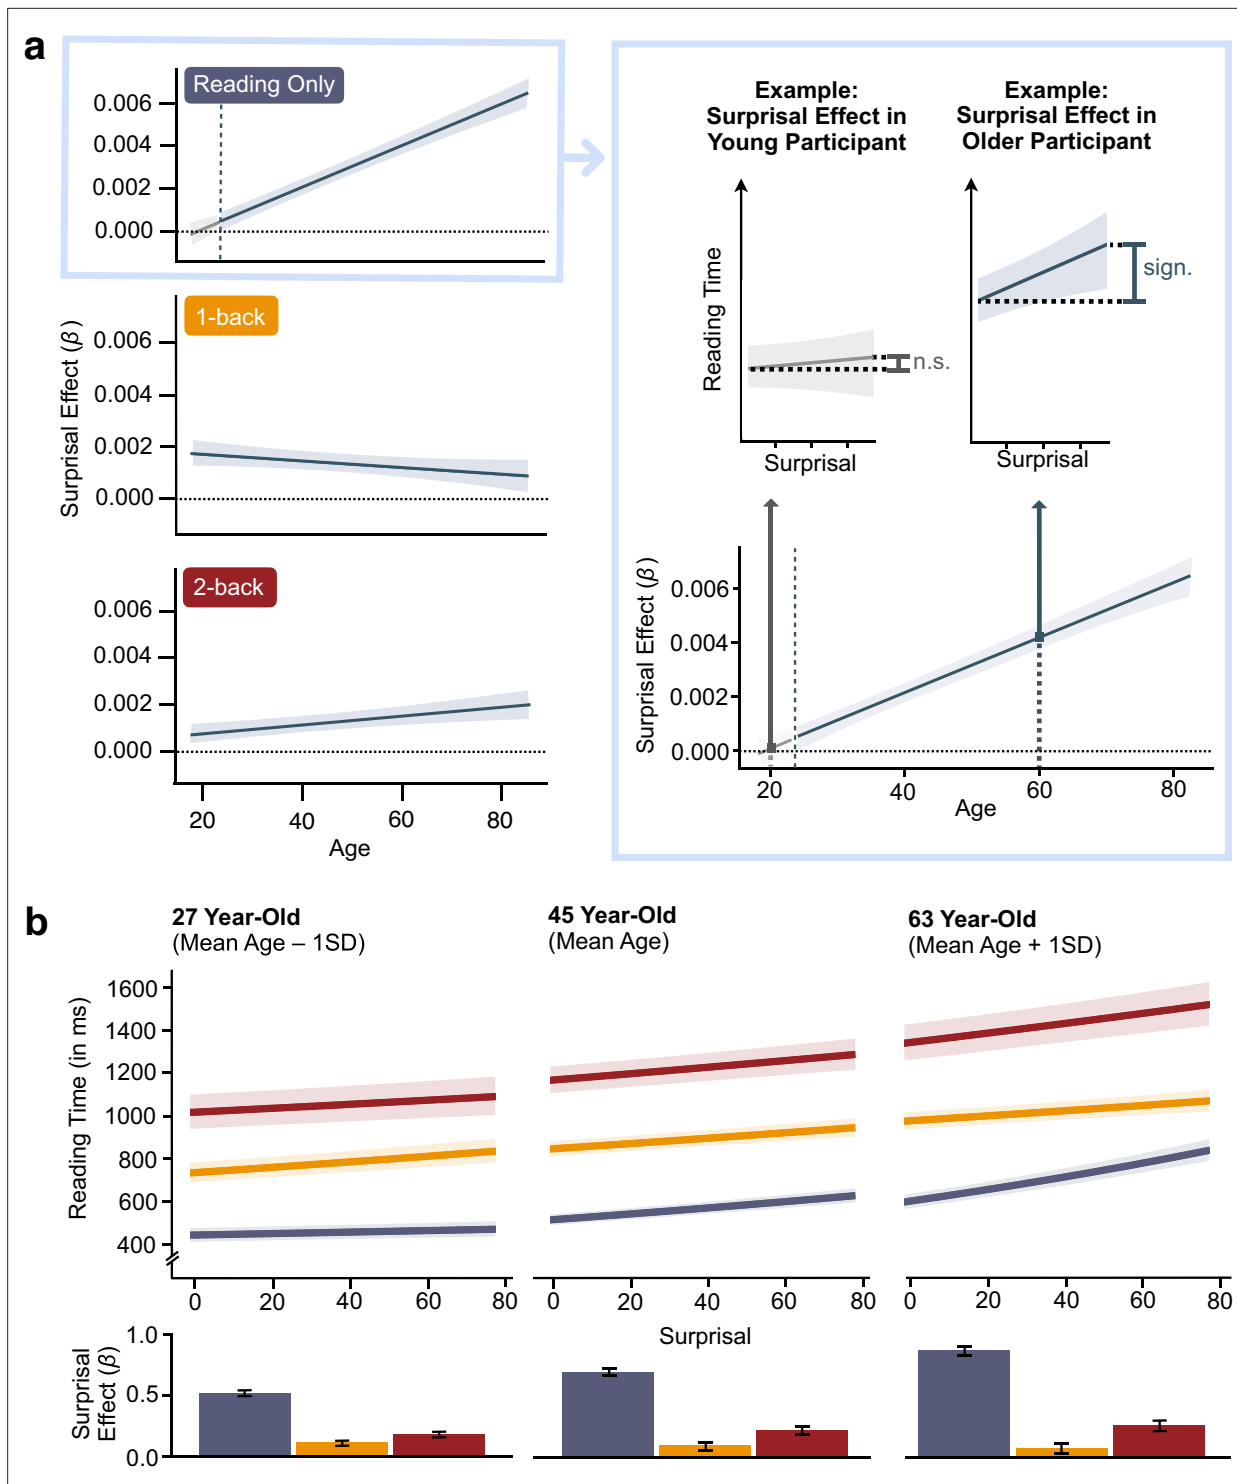 a
Reading Only
0.006
0.004
0.002
0.000
1-back
0.006
0.004
0.002
0.000
Surprisal Effect (β)
2-back
0.006
0.004
0.002
0.000
20 40 60 80
Age
Example:
Surprisal Effect in
Young Participant
Example:
Surprisal Effect in
Older Participant
Reading Time
n.s.
sign.
Surprisal
Surprisal
Surprisal Effect (β)
0.006
0.004
0.002
0.000
20 40 60 80
Age
b
27 Year-Old
(Mean Age – 1SD)
45 Year-Old
(Mean Age)
63 Year-Old
(Mean Age + 1SD)
Reading Time (in ms)
1600
1400
1200
1000
800
600
400
0 20 40 60 80
0 20 40 60 80
0 20 40 60 80
Surprisal
Surprisal
Effect (β)
1.0
0.5
0.0